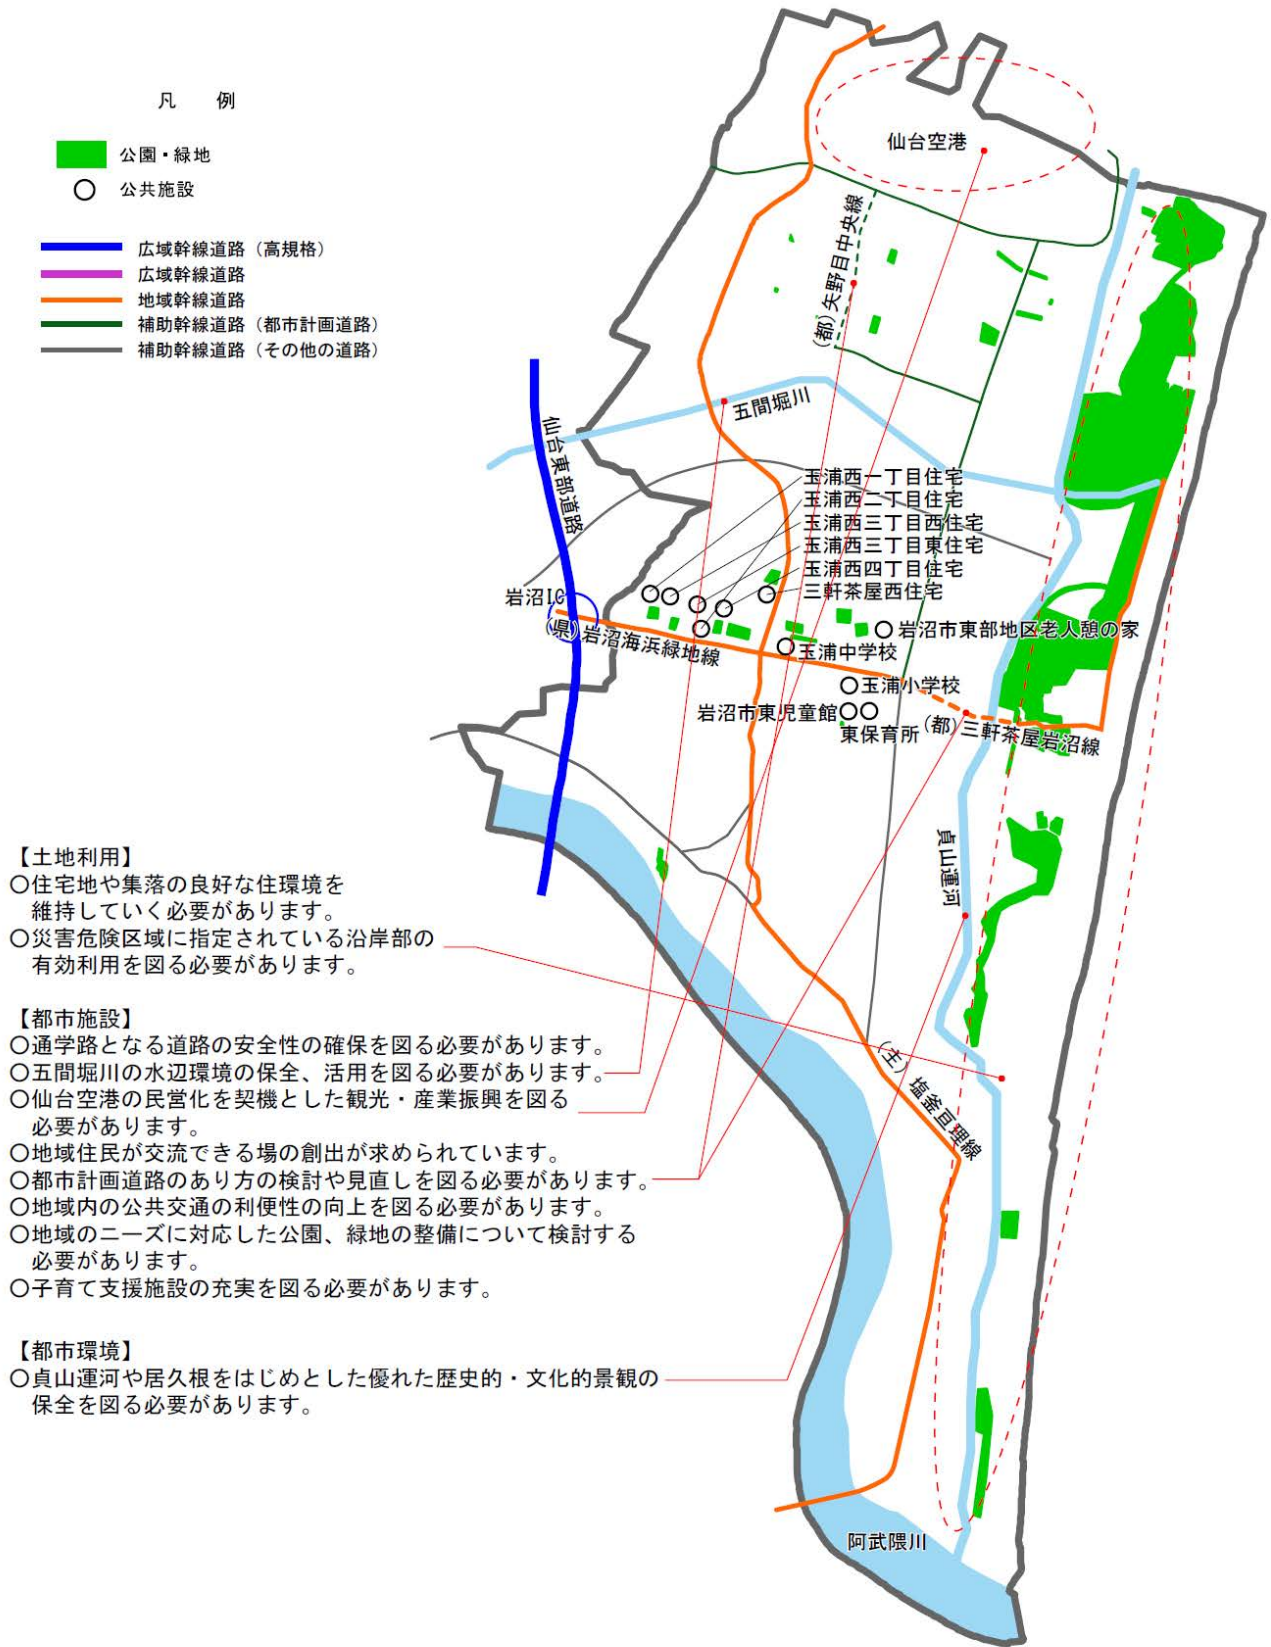 凡　例
公園・緑地
公共施設
広域幹線道路（高規格）
広域幹線道路
地域幹線道路
補助幹線道路（都市計画道路）
補助幹線道路（その他の道路）
仙台空港
(都)矢野目中央線
五間堀川
仙台東部道路
玉浦西一丁目住宅
玉浦西二丁目住宅
玉浦西三丁目西住宅
玉浦西三丁目東住宅
玉浦西四丁目住宅
三軒茶屋西住宅
岩沼IC
(県)岩沼海浜緑地線
岩沼市東部地区老人憩の家
玉浦中学校
玉浦小学校
岩沼市東児童館
東保育所
(都)三軒茶屋岩沼線
貞山運河
(主)塩釜亘理線
阿武隈川
【土地利用】
〇住宅地や集落の良好な住環境を
維持していく必要があります。
〇災害危険区域に指定されている沿岸部の
有効利用を図る必要があります。
【都市施設】
〇通学路となる道路の安全性の確保を図る必要があります。
〇五間堀川の水辺環境の保全、活用を図る必要があります。
〇仙台空港の民営化を契機とした観光・産業振興を図る
必要があります。
〇地域住民が交流できる場の創出が求められています。
〇都市計画道路のあり方の検討や見直しを図る必要があります。
〇地域内の公共交通の利便性の向上を図る必要があります。
〇地域のニーズに対応した公園、緑地の整備について検討する
必要があります。
〇子育て支援施設の充実を図る必要があります。
【都市環境】
〇貞山運河や居久根をはじめとした優れた歴史的・文化的景観の
保全を図る必要があります。